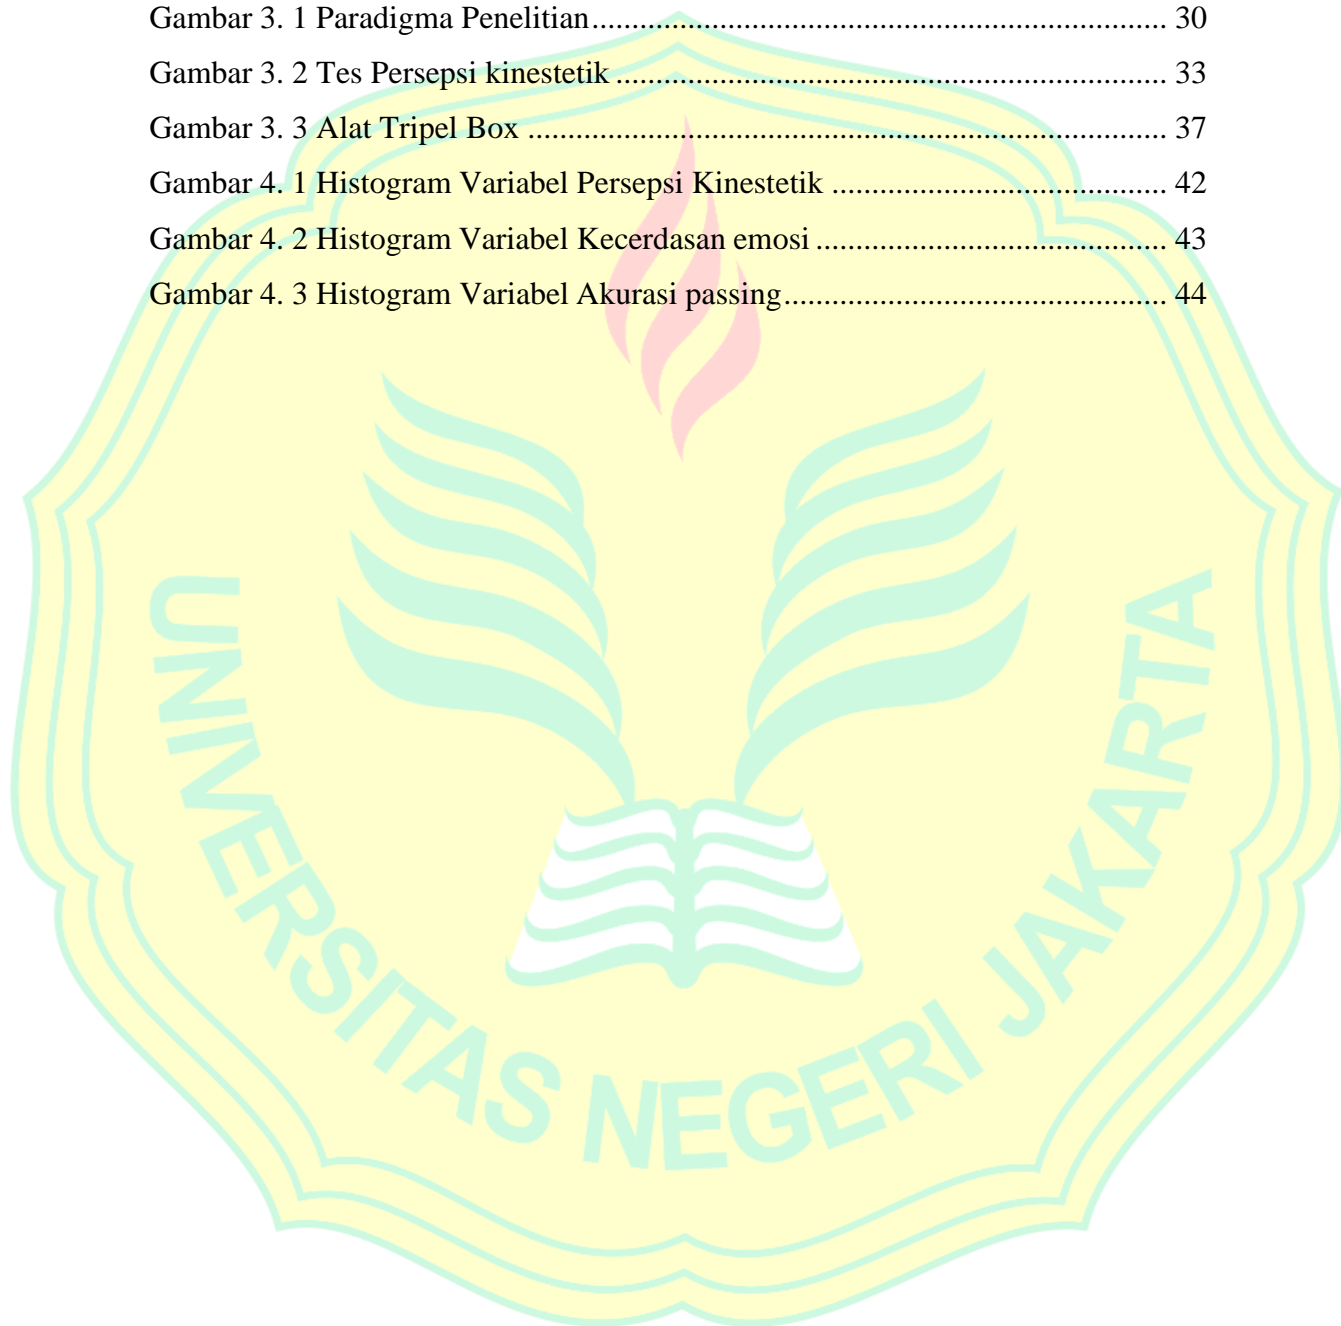 Gambar 3. 1 Paradigma Penelitian....................................................................... 30
Gambar 3. 2 Tes Persepsi kinestetik .................................................................... 33
Gambar 3. 3 Alat Tripel Box ............................................................................... 37
Gambar 4. 1 Histogram Variabel Persepsi Kinestetik ......................................... 42
Gambar 4. 2 Histogram Variabel Kecerdasan emosi ........................................... 43
Gambar 4. 3 Histogram Variabel Akurasi passing............................................... 44
UNIVERSITAS NEGERI JAKARTA